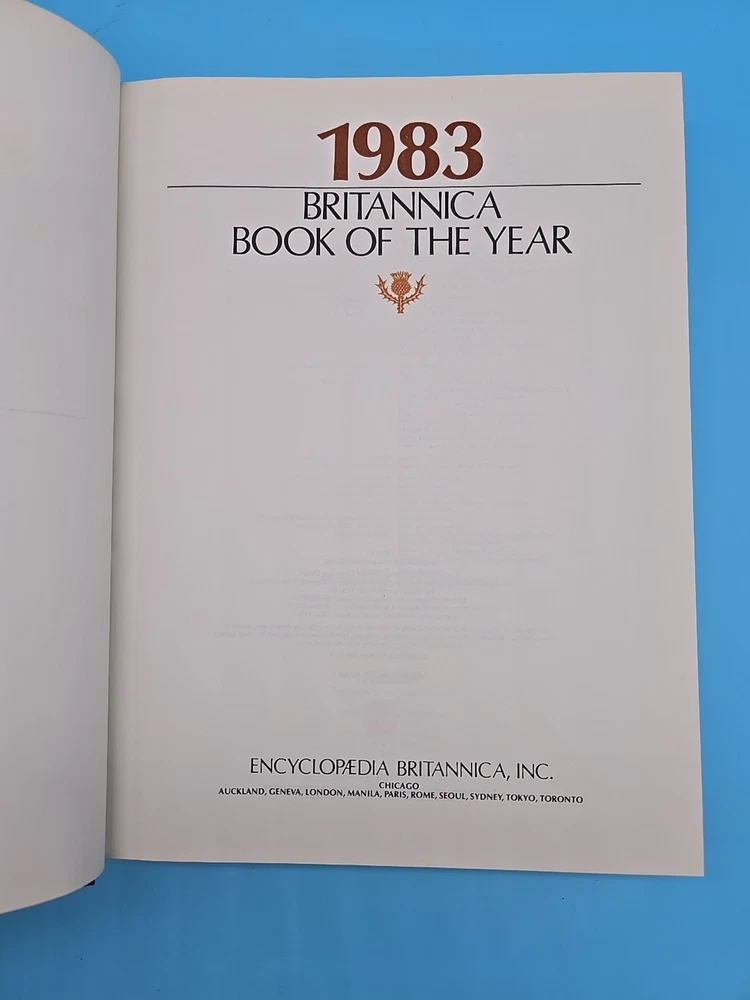 1983
BRITANNICA
BOOK OF THE YEAR
ENCYCLOPÆDIA BRITANNICA, INC.
CHICAGO
AUCKLAND, GENEVA, LONDON, MANILA, PARIS, ROME, SEOUL, SYDNEY, TOKYO, TORONTO